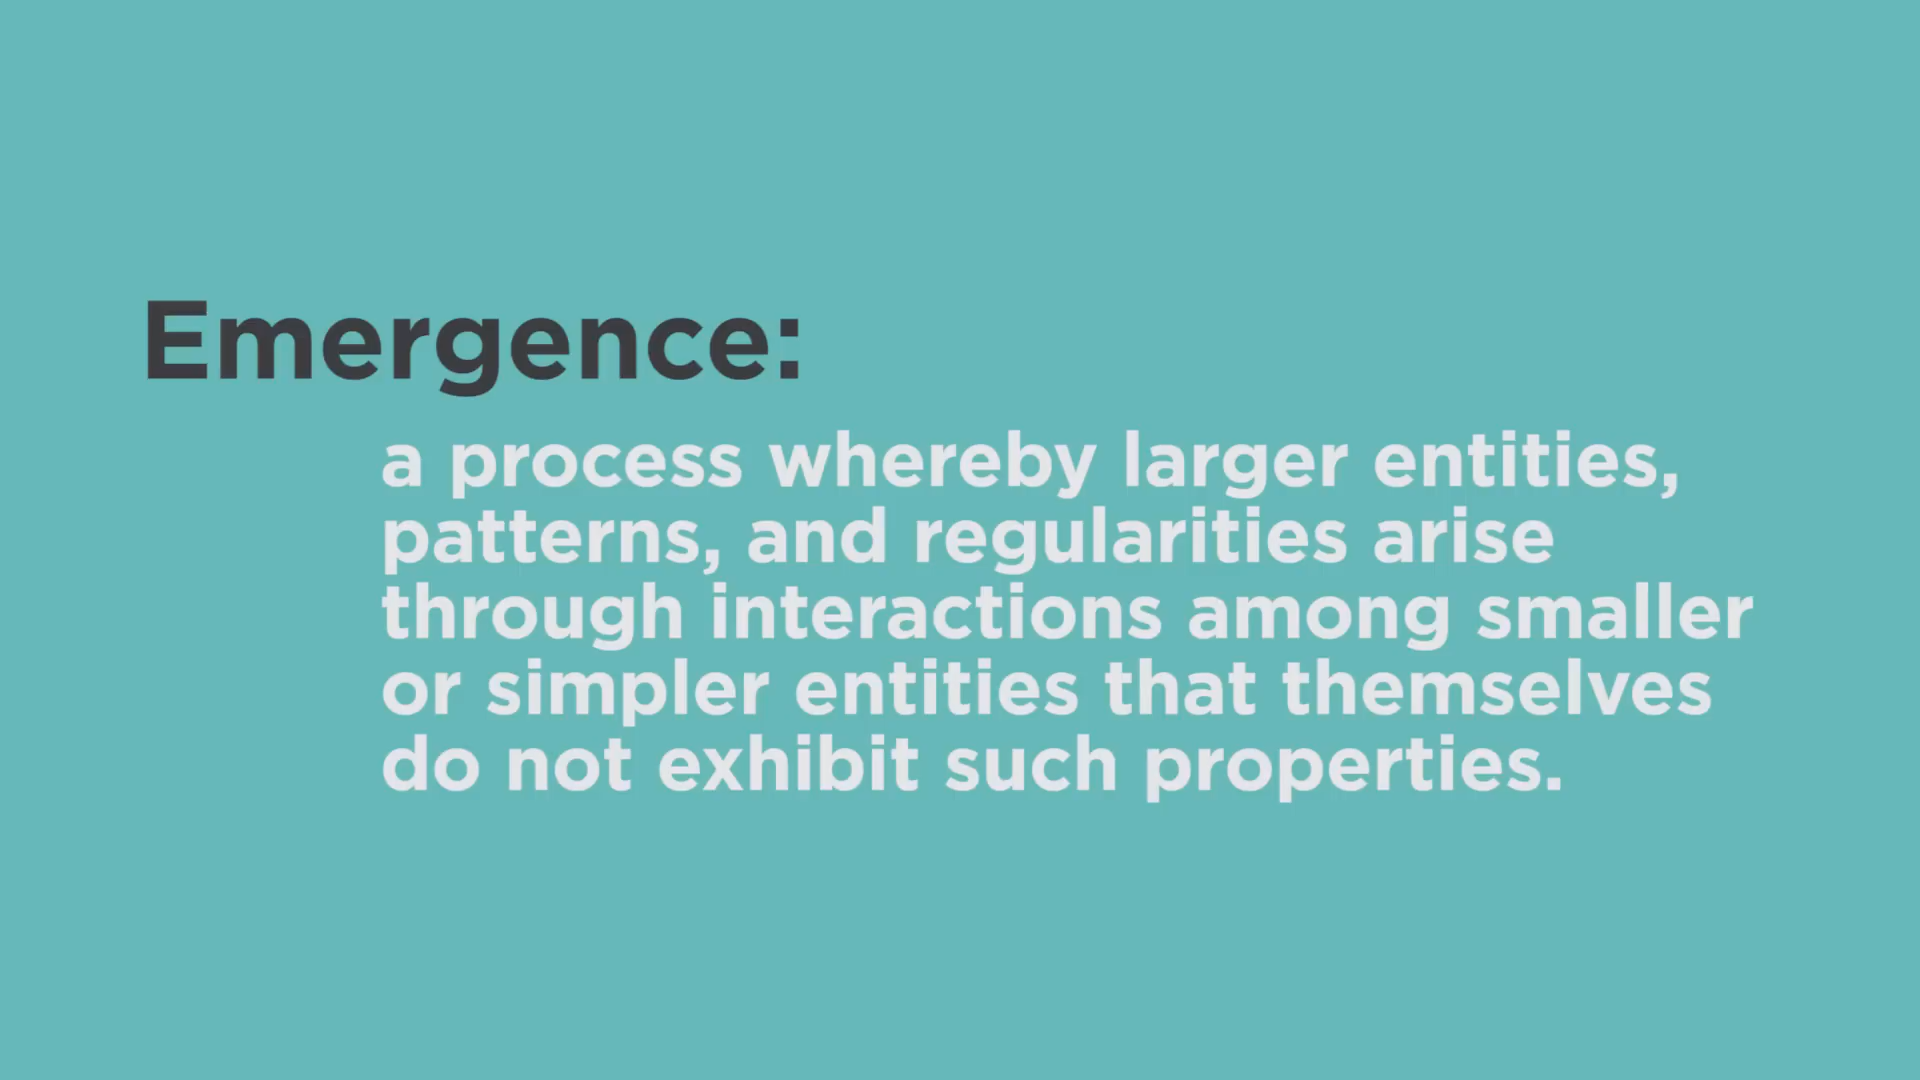 Emergence:
a process whereby larger entities,
patterns, and regularities arise
through interactions among smaller
or simpler entities that themselves
do not exhibit such properties.